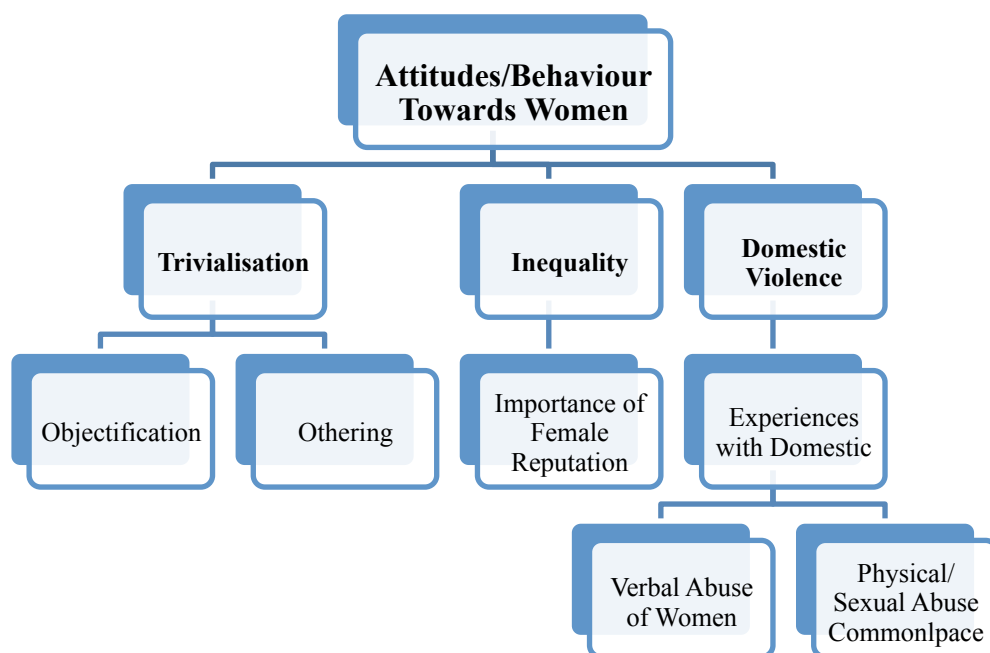 Attitudes/Behaviour
Towards Women
Trivialisation
Inequality
Domestic
Violence
Objectification
Othering
Importance of
Female
Reputation
Experiences
with Domestic
Verbal Abuse
of Women
Physical/
Sexual Abuse
Commonlpace